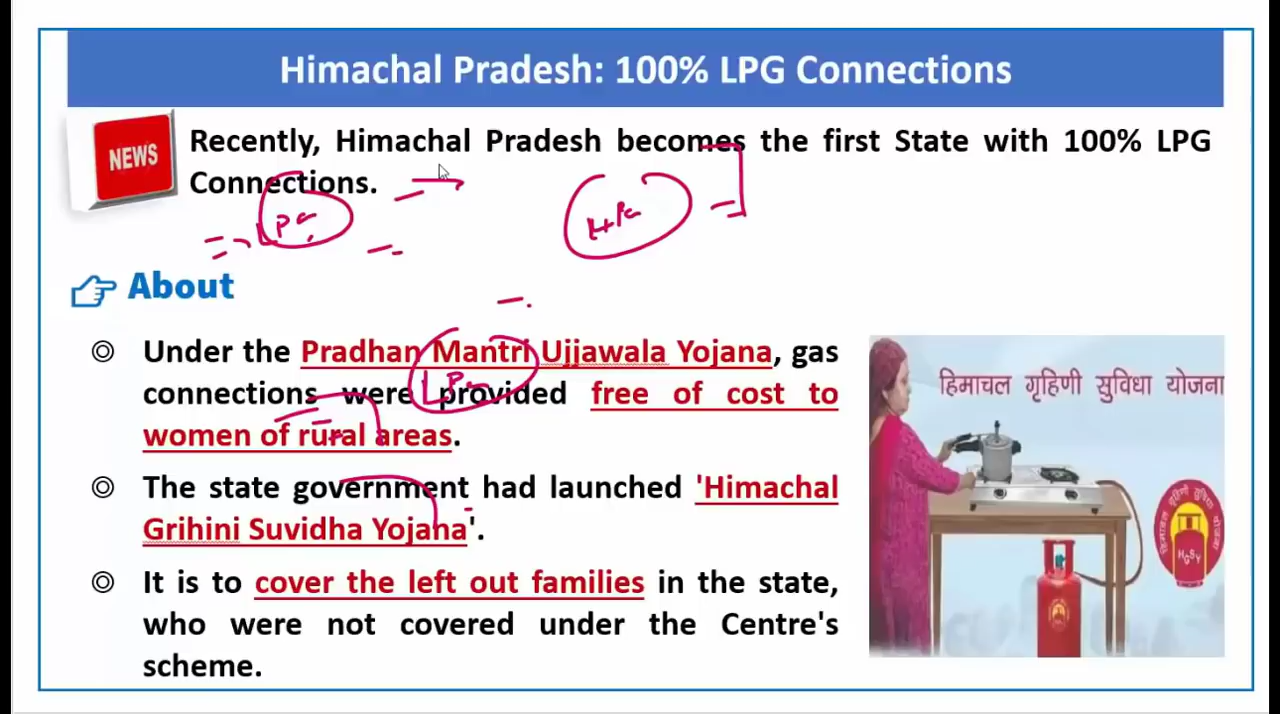 Himachal Pradesh: 100% LPG Connections
NEWS
Recently, Himachal Pradesh becomes the first State with 100% LPG
Connections.
About
Under the Pradhan Mantri Ujjawala Yojana, gas
connections were provided free of cost to
women of rural areas.
The state government had launched 'Himachal
Grihini Suvidha Yojana'.
It is to cover the left out families in the state,
who were not covered under the Centre's
scheme.
हिमाचल गृहिणी सुविधा योजना
हिमाचल गृहिणी सुविधा योजना
HGSY